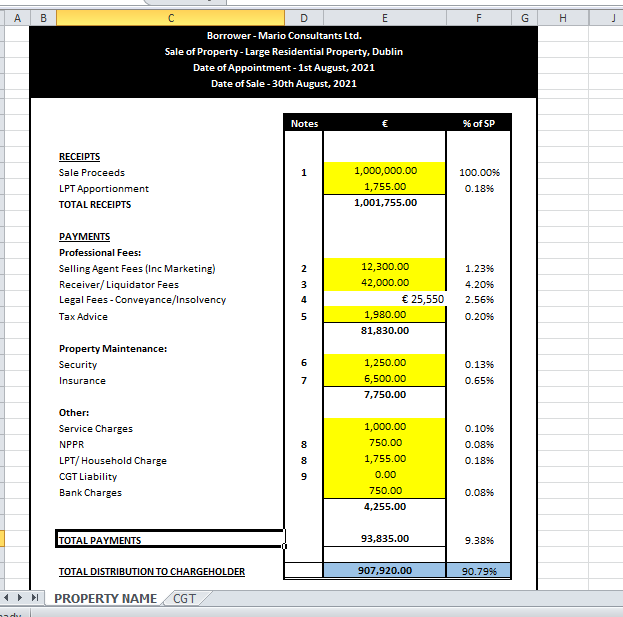 A B C D E F G H J
Borrower - Mario Consultants Ltd.
Sale of Property - Large Residential Property, Dublin
Date of Appointment - 1st August, 2021
Date of Sale - 30th August, 2021
Notes € % of SP
RECEIPTS
Sale Proceeds 1 1,000,000.00 100.00%
LPT Apportionment 1,755.00 0.18%
TOTAL RECEIPTS 1,001,755.00
PAYMENTS
Professional Fees:
Selling Agent Fees (Inc Marketing) 2 12,300.00 1.23%
Receiver/ Liquidator Fees 3 42,000.00 4.20%
Legal Fees - Conveyance/Insolvency 4 € 25,550 2.56%
Tax Advice 5 1,980.00 0.20%
81,830.00
Property Maintenance:
Security 6 1,250.00 0.13%
Insurance 7 6,500.00 0.65%
7,750.00
Other:
Service Charges 1,000.00 0.10%
NPPR 8 750.00 0.08%
LPT/ Household Charge 8 1,755.00 0.18%
CGT Liability 9 0.00
Bank Charges 750.00 0.08%
4,255.00
TOTAL PAYMENTS 93,835.00 9.38%
TOTAL DISTRIBUTION TO CHARGEHOLDER 907,920.00 90.79%
PROPERTY NAME CGT